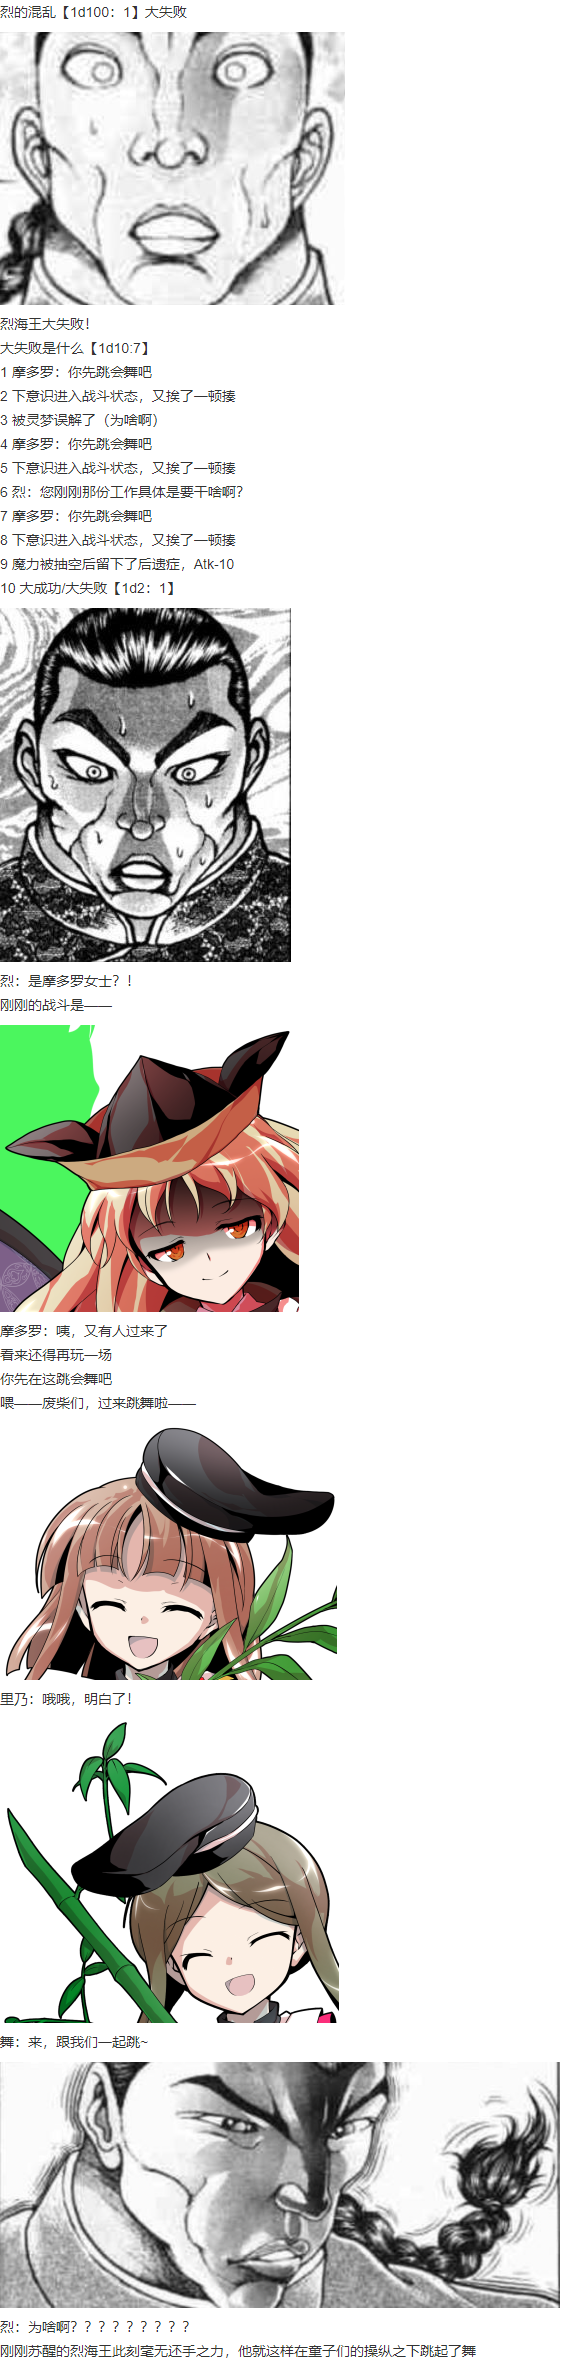 烈的混乱【1d100：1】大失败
烈海王大失败！
大失败是什么【1d10:7】
1 摩多罗：你先跳会舞吧
2 下意识进入战斗状态，又挨了一顿揍
3 被灵梦误解了（为啥啊）
4 摩多罗：你先跳会舞吧
5 下意识进入战斗状态，又挨了一顿揍
6 烈：您刚刚那份工作具体是要干啥啊？
7 摩多罗：你先跳会舞吧
8 下意识进入战斗状态，又挨了一顿揍
9 魔力被抽空后留下了后遗症，Atk-10
10 大成功/大失败【1d2：1】
烈：是摩多罗女士？！
刚刚的战斗是——
摩多罗：咦，又有人过来了
看来还得再玩一场
你先在这跳会舞吧
喂——废柴们，过来跳舞啦——
里乃：哦哦，明白了！
舞：来，跟我们一起跳~
烈：为啥啊？？？？？？？？？
刚刚苏醒的烈海王此刻毫无还手之力，他就这样在童子们的操纵之下跳起了舞